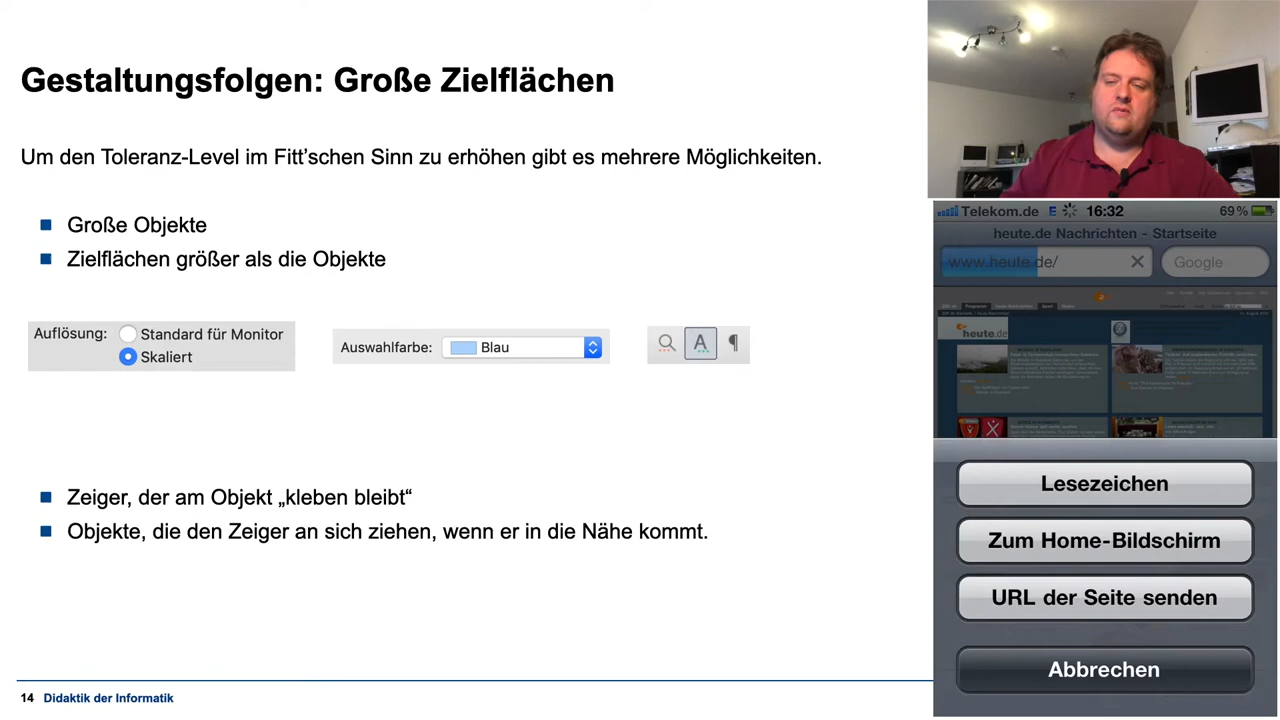 Gestaltungsfolgen: Große Zielflächen
Um den Toleranz-Level im Fitt’schen Sinn zu erhöhen gibt es mehrere Möglichkeiten.
Große Objekte
Zielflächen größer als die Objekte
Auflösung: Standard für Monitor
Skaliert
Auswahlfarbe: Blau
A ¶
Zeiger, der am Objekt „kleben bleibt“
Objekte, die den Zeiger an sich ziehen, wenn er in die Nähe kommt.
14 Didaktik der Informatik
Telekom.de E 16:32 69%
heute.de Nachrichten - Startseite
www.heute.de/ Google
heute.de
Lesezeichen
Zum Home-Bildschirm
URL der Seite senden
Abbrechen